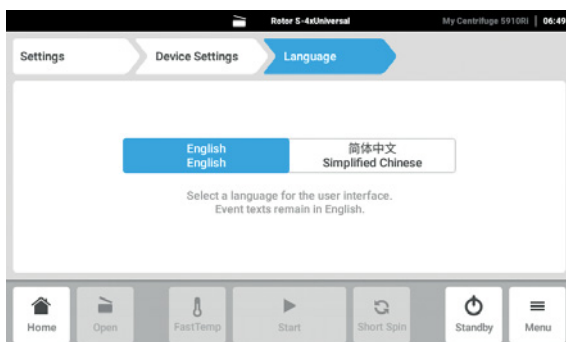 Rotor S-4xUniversal
My Centrifuge 5910Ri | 06:49
Settings
Device Settings
Language
English
English
简体中文
Simplified Chinese
Select a language for the user interface.
Event texts remain in English.
Home
Open
FastTemp
Start
Short Spin
Standby
Menu